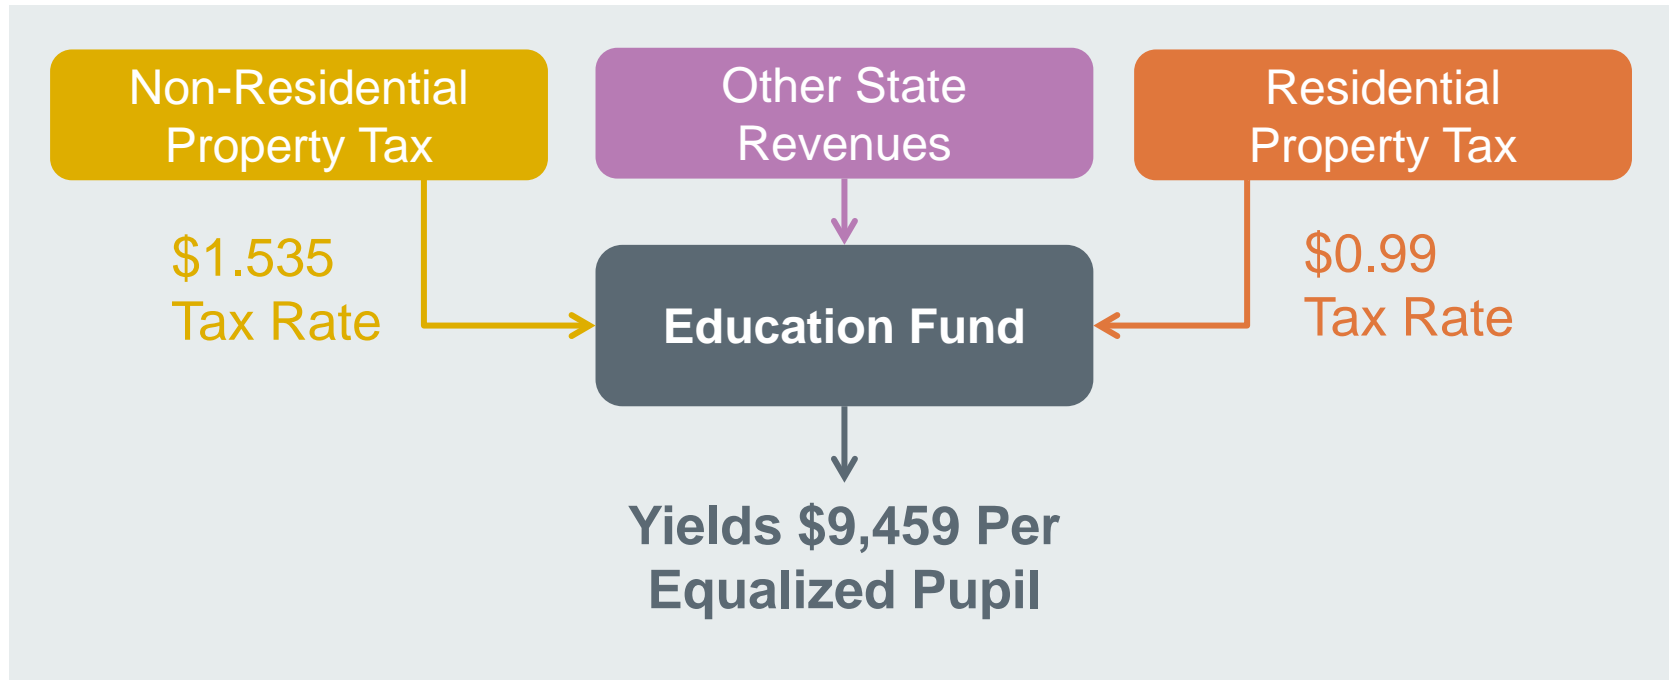 Non-Residential
Property Tax
Other State
Revenues
Residential
Property Tax
$1.535
Tax Rate
Education Fund
$0.99
Tax Rate
Yields $9,459 Per
Equalized Pupil